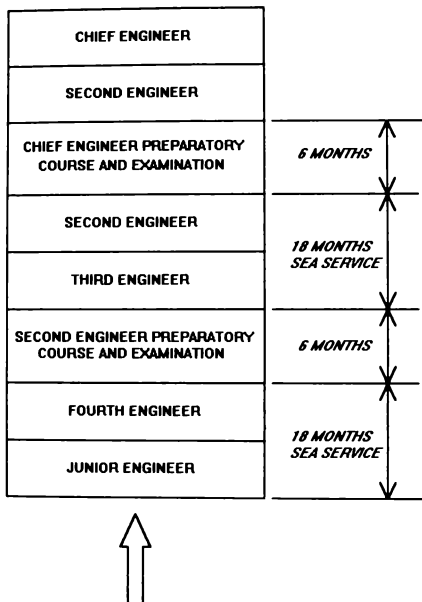 CHIEF ENGINEER
SECOND ENGINEER
CHIEF ENGINEER PREPARATORY
COURSE AND EXAMINATION
6 MONTHS
SECOND ENGINEER
18 MONTHS
SEA SERVICE
THIRD ENGINEER
SECOND ENGINEER PREPARATORY
COURSE AND EXAMINATION
6 MONTHS
FOURTH ENGINEER
18 MONTHS
SEA SERVICE
JUNIOR ENGINEER